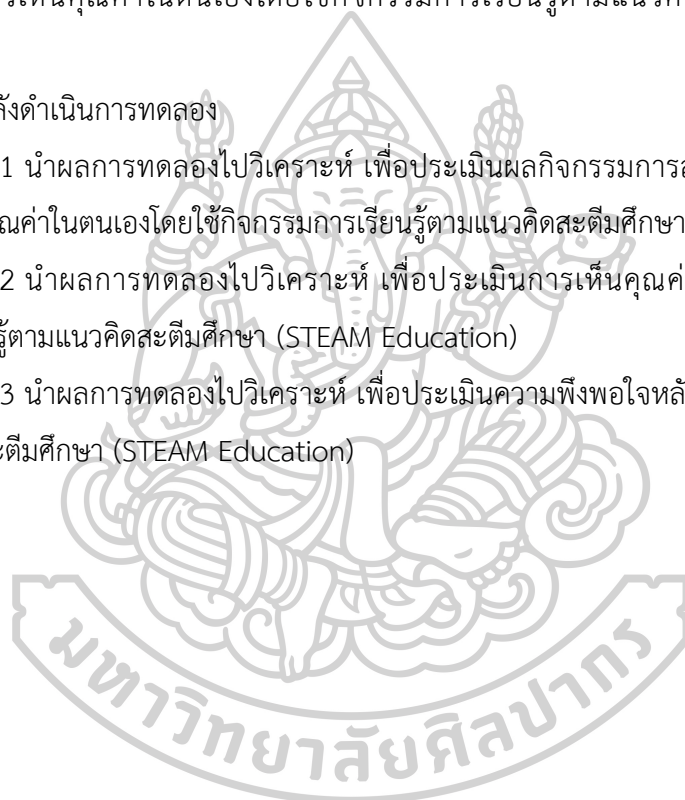 รเห็นคุณค่าในตนเองโดยใช้กิจกรรมการเรียนรู้ตามแนวค
ลังดำเนินการทดลอง
1 นำผลการทดลองไปวิเคราะห์ เพื่อประเมินผลกิจกรรมการส
ณค่าในตนเองโดยใช้กิจกรรมการเรียนรู้ตามแนวคิดสะตีมศึกษา
2 นำผลการทดลองไปวิเคราะห์ เพื่อประเมินการเห็นคุณค่
รู้ตามแนวคิดสะตีมศึกษา (STEAM Education)
3 นำผลการทดลองไปวิเคราะห์ เพื่อประเมินความพึงพอใจหลั
ะตีมศึกษา (STEAM Education)
มหาวิทยาลัยศิลปากร